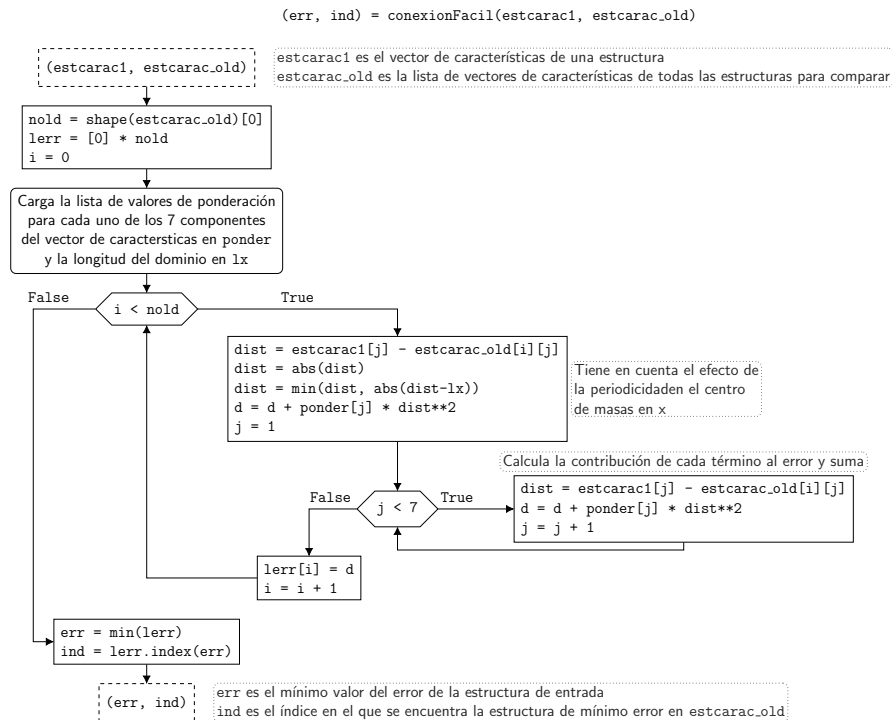 (err, ind) = conexionFacil(estcarac1, estcarac_old)
(estcarac1, estcarac_old)
estcarac1 es el vector de características de una estructura
estcarac_old es la lista de vectores de características de todas las estructuras para comparar
nold = shape(estcarac_old)[0]
lerr = [0] * nold
i = 0
Carga la lista de valores de ponderación
para cada uno de los 7 componentes
del vector de caractersticas en ponder
y la longitud del dominio en lx
False
i < nold
True
dist = estcarac1[j] - estcarac_old[i][j]
dist = abs(dist)
dist = min(dist, abs(dist-lx))
d = d + ponder[j] * dist**2
j = 1
Tiene en cuenta el efecto de
la periodicidaden el centro
de masas en x
Calcula la contribución de cada término al error y suma
False
j < 7
True
dist = estcarac1[j] - estcarac_old[i][j]
d = d + ponder[j] * dist**2
j = j + 1
lerr[i] = d
i = i + 1
err = min(lerr)
ind = lerr.index(err)
(err, ind)
err es el mínimo valor del error de la estructura de entrada
ind es el índice en el que se encuentra la estructura de mínimo error en estcarac_old